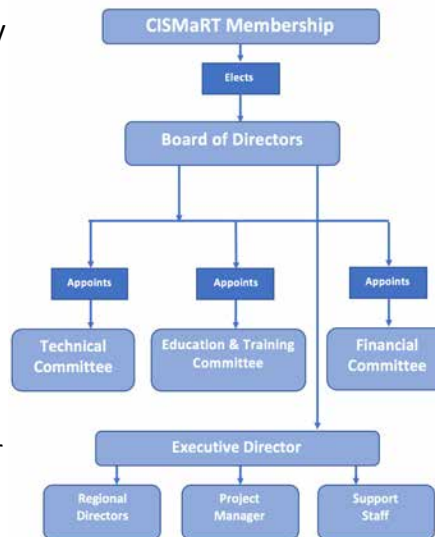 CISMaRT Membership
Elects
Board of Directors
Appoints
Appoints
Appoints
Technical
Committee
Education & Training
Committee
Financial
Committee
Executive Director
Regional
Directors
Project
Manager
Support
Staff